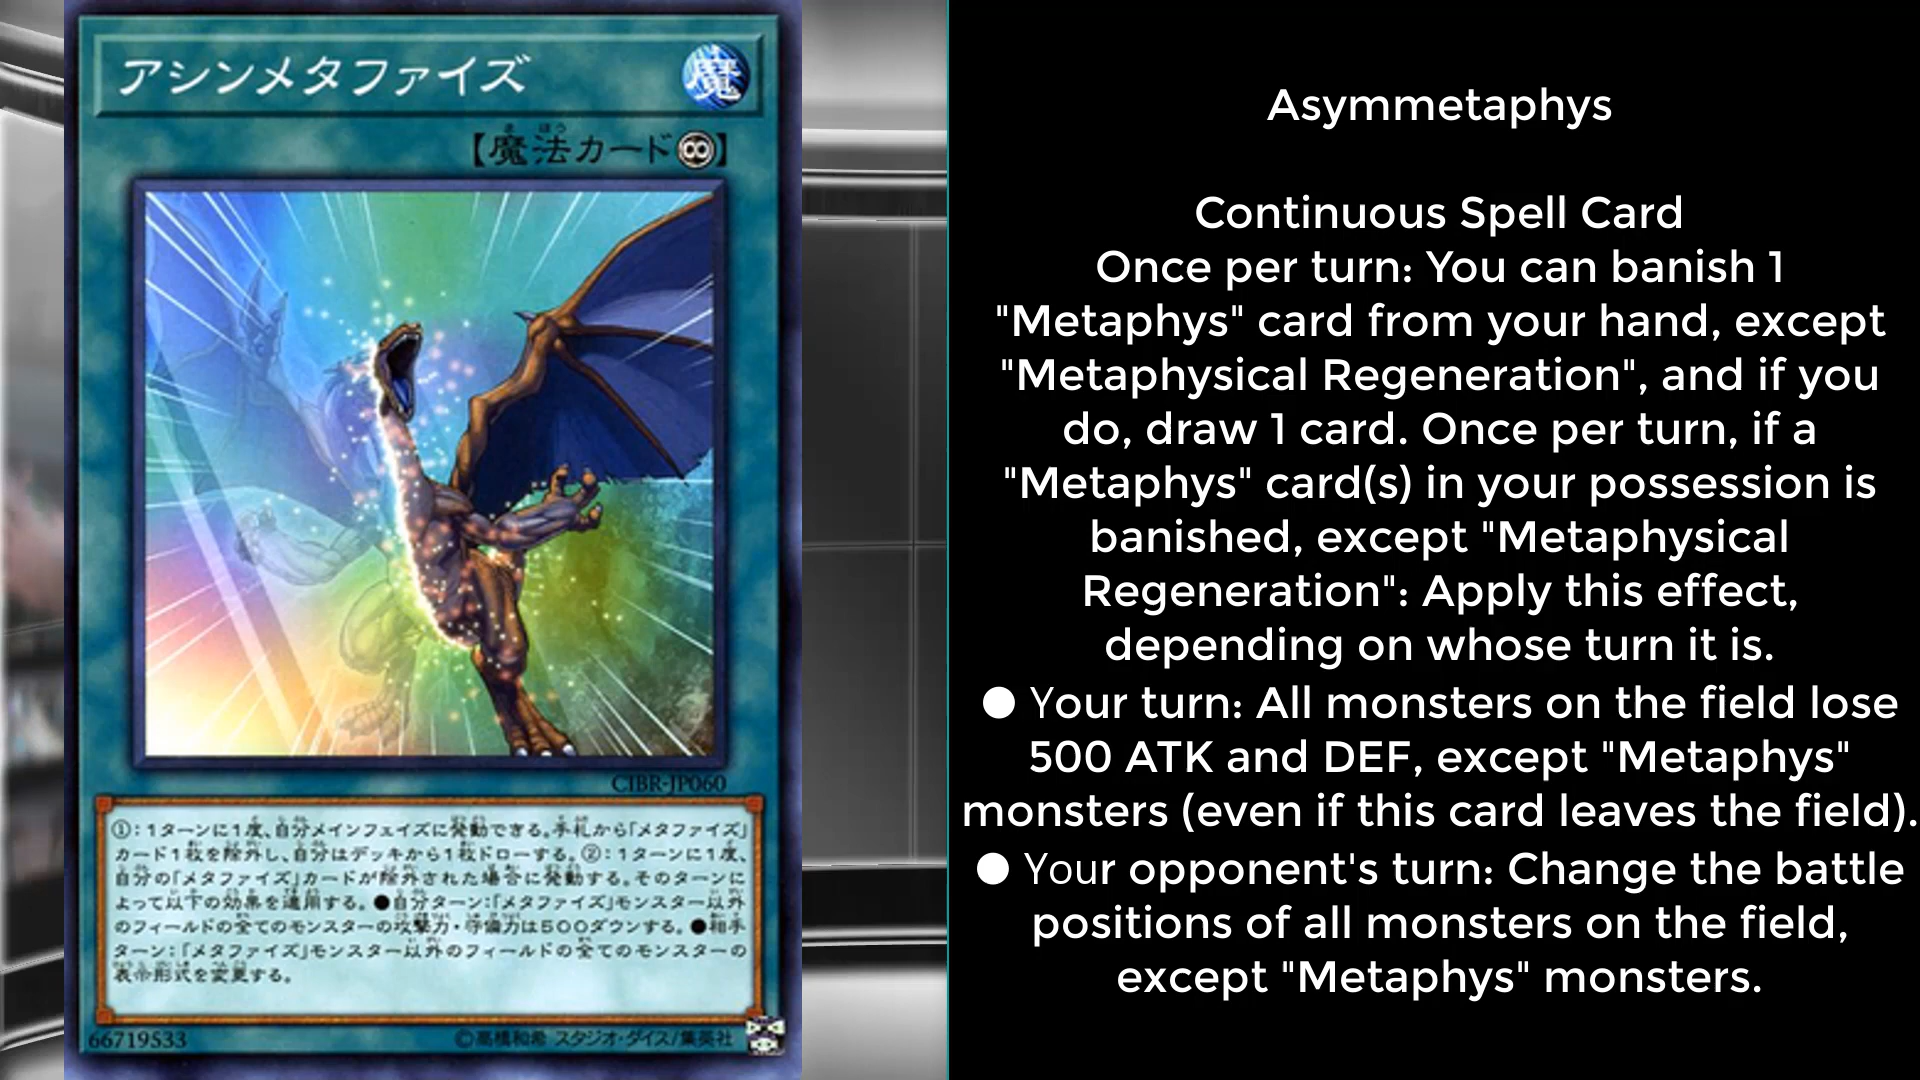 アシンメタファイズ
魔
【魔法カード∞】
CIBR-JP060
①：1ターンに1度、自分メインフェイズに発動できる。手札から「メタファイズ」
カード1枚を除外し、自分はデッキから1枚ドローする。②：1ターンに1度、
自分の「メタファイズ」カードが除外された場合に発動する。そのターンに
よって以下の効果を適用する。●自分ターン：「メタファイズ」モンスター以外
のフィールドの全てのモンスターの攻撃力・守備力は500ダウンする。●相手
ターン：「メタファイズ」モンスター以外のフィールドの全てのモンスターの
表示形式を変更する。
66719533
©高橋和希 スタジオ・ダイス/集英社
Asymmetaphys
Continuous Spell Card
Once per turn: You can banish 1
"Metaphys" card from your hand, except
"Metaphysical Regeneration", and if you
do, draw 1 card. Once per turn, if a
"Metaphys" card(s) in your possession is
banished, except "Metaphysical
Regeneration": Apply this effect,
depending on whose turn it is.
● Your turn: All monsters on the field lose
500 ATK and DEF, except "Metaphys"
monsters (even if this card leaves the field).
● Your opponent's turn: Change the battle
positions of all monsters on the field,
except "Metaphys" monsters.